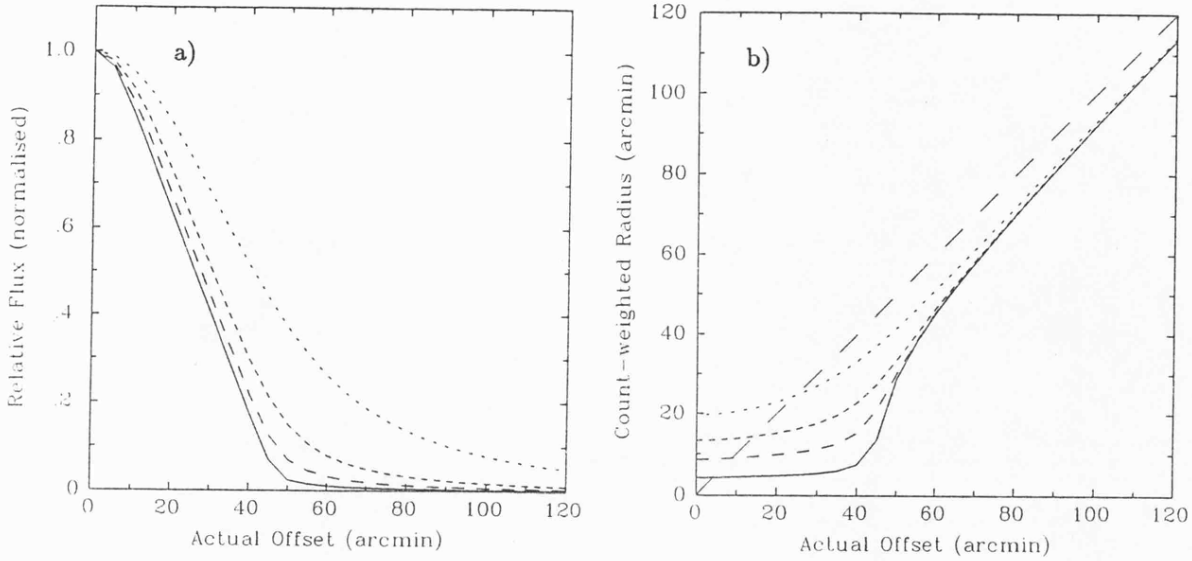 a)
1.0
.8
.6
.4
.2
0
0 20 40 60 80 100 120
Relative Flux (normalised)
Actual Offset (arcmin)
b)
120
100
80
60
40
20
0
0 20 40 60 80 100 120
Count-weighted Radius (arcmin)
Actual Offset (arcmin)